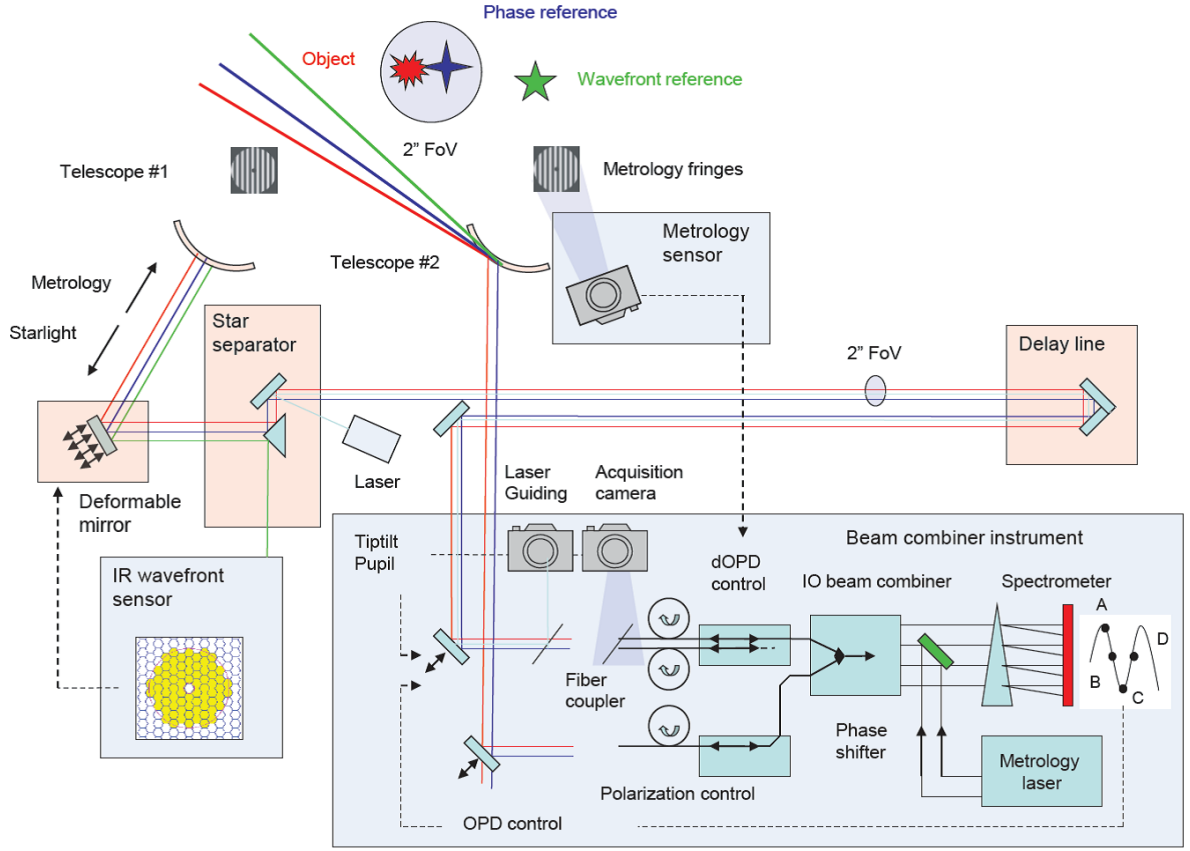 Phase reference
Object
Wavefront reference
2” FoV
Telescope #1
Metrology fringes
Metrology
sensor
Telescope #2
Metrology
Starlight
Star
separator
2” FoV
Delay line
Laser
Deformable
mirror
Laser
Guiding
Acquisition
camera
Tiptilt
Pupil
Beam combiner instrument
dOPD
control
IO beam combiner
Spectrometer
IR wavefront
sensor
A
D
B
C
Fiber
coupler
Phase
shifter
Metrology
laser
Polarization control
OPD control